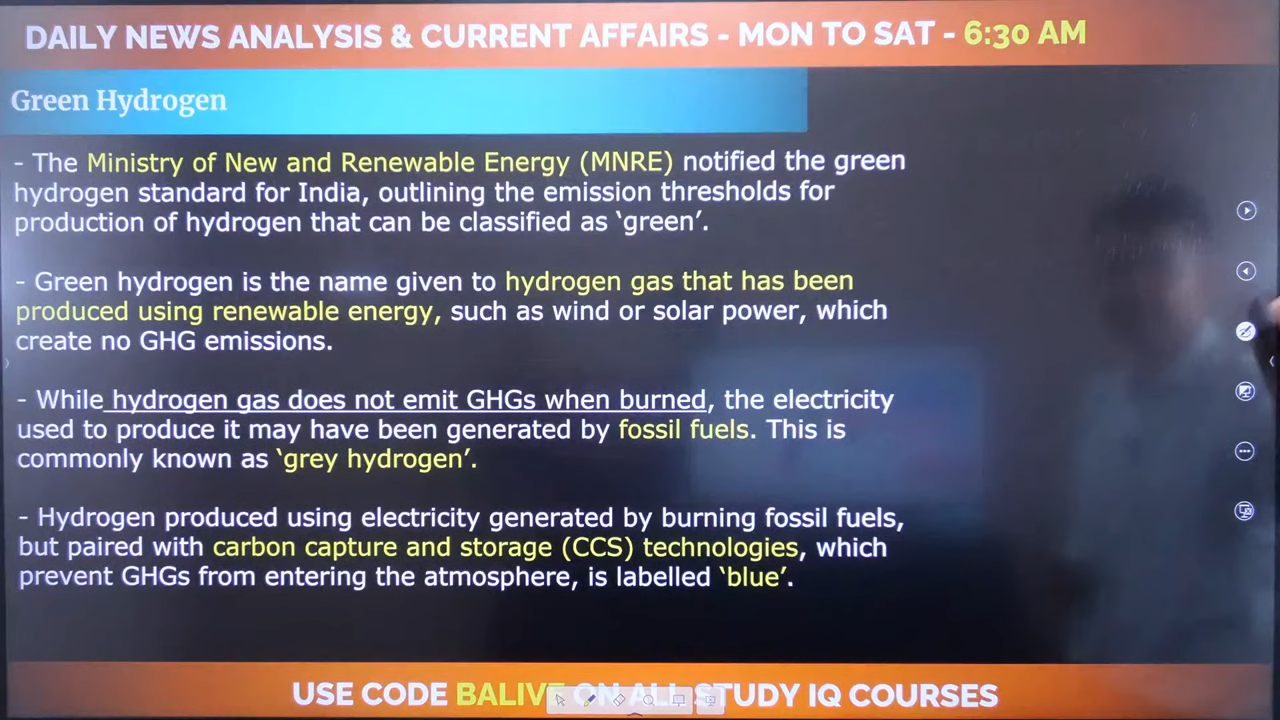 DAILY NEWS ANALYSIS & CURRENT AFFAIRS - MON TO SAT - 6:30 AM
Green Hydrogen
- The Ministry of New and Renewable Energy (MNRE) notified the green
hydrogen standard for India, outlining the emission thresholds for
production of hydrogen that can be classified as ‘green’.
- Green hydrogen is the name given to hydrogen gas that has been
produced using renewable energy, such as wind or solar power, which
create no GHG emissions.
- While hydrogen gas does not emit GHGs when burned, the electricity
used to produce it may have been generated by fossil fuels. This is
commonly known as ‘grey hydrogen’.
- Hydrogen produced using electricity generated by burning fossil fuels,
but paired with carbon capture and storage (CCS) technologies, which
prevent GHGs from entering the atmosphere, is labelled ‘blue’.
USE CODE BALIVE ON ALL STUDY IQ COURSES